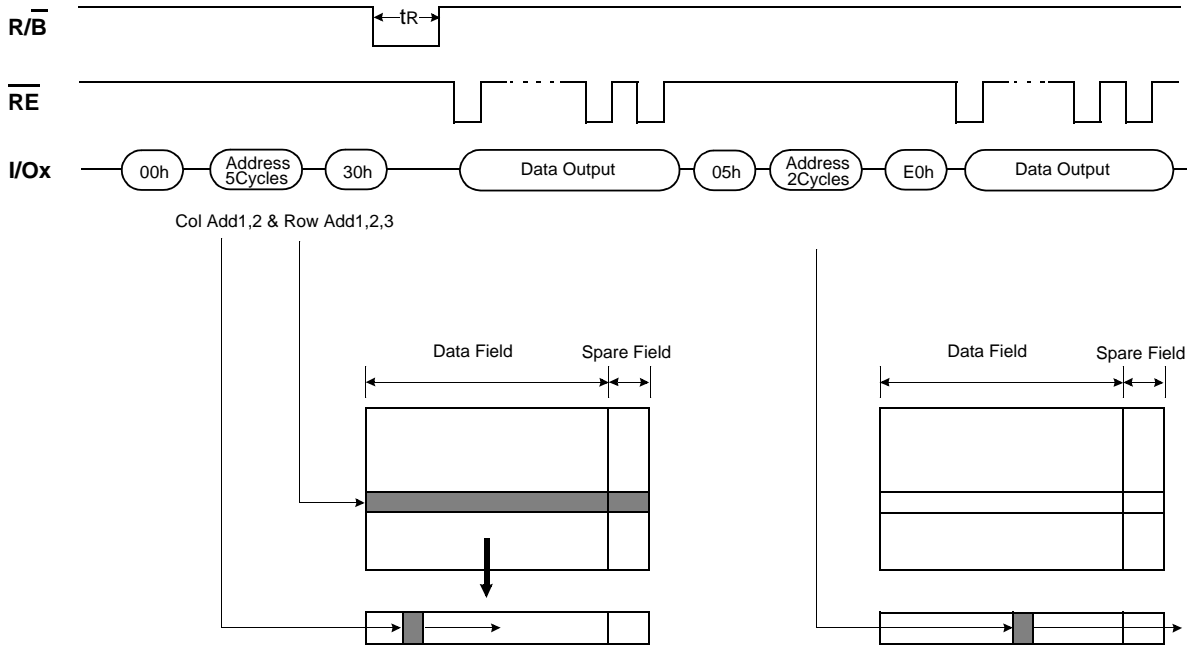 R/B
tR
RE
I/Ox
00h
Address
5Cycles
30h
Data Output
05h
Address
2Cycles
E0h
Data Output
Col Add1,2 & Row Add1,2,3
Data Field
Spare Field
Data Field
Spare Field